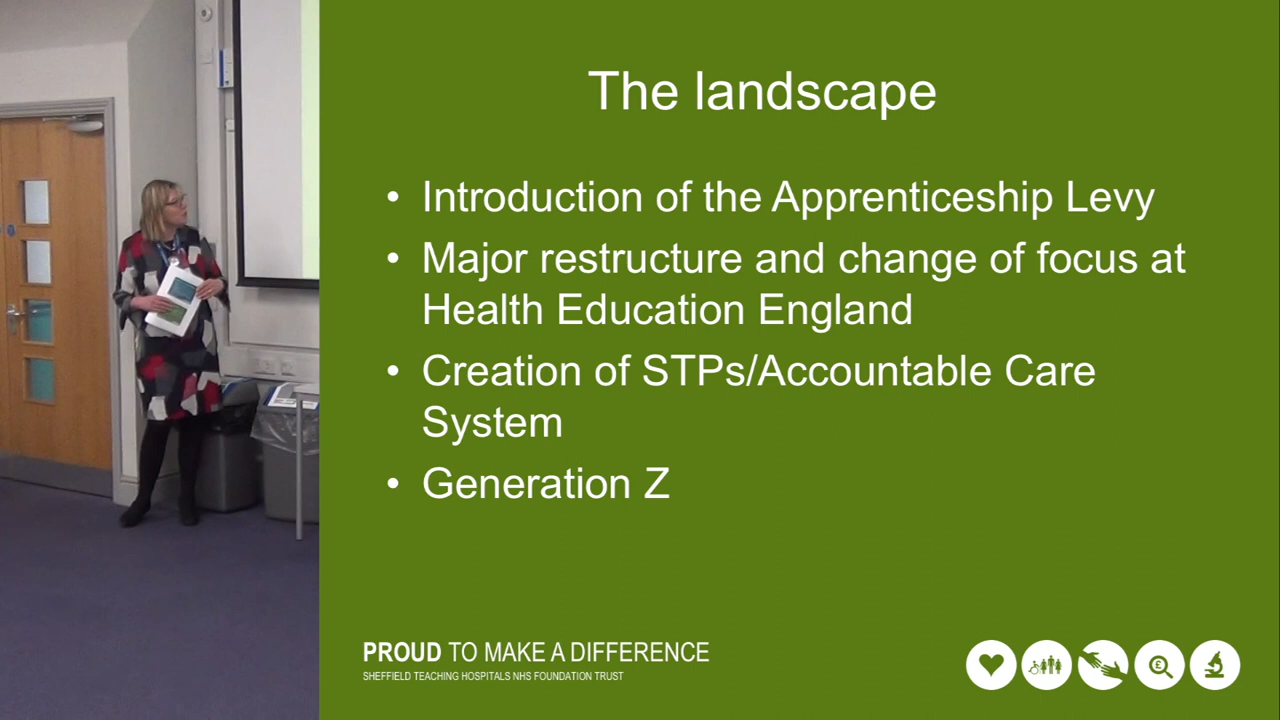 The landscape
• Introduction of the Apprenticeship Levy
• Major restructure and change of focus at
Health Education England
• Creation of STPs/Accountable Care
System
• Generation Z
PROUD TO MAKE A DIFFERENCE
SHEFFIELD TEACHING HOSPITALS NHS FOUNDATION TRUST
£